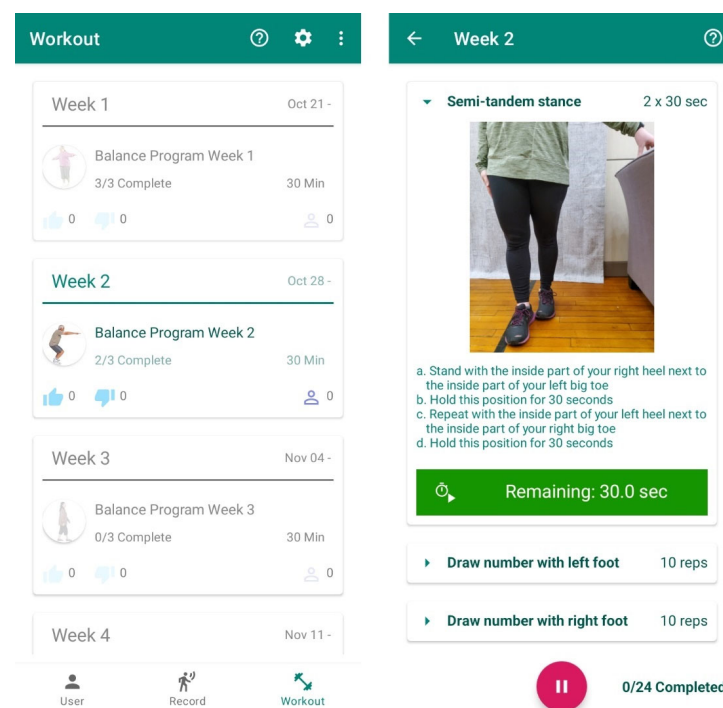 Workout
Week 1 Oct 21 -
Balance Program Week 1
3/3 Complete 30 Min
0 0 0
Week 2 Oct 28 -
Balance Program Week 2
2/3 Complete 30 Min
0 0 0
Week 3 Nov 04 -
Balance Program Week 3
0/3 Complete 30 Min
0 0 0
Week 4 Nov 11 -
User Record Workout
Week 2
Semi-tandem stance 2 x 30 sec
a. Stand with the inside part of your right heel next to
the inside part of your left big toe
b. Hold this position for 30 seconds
c. Repeat with the inside part of your left heel next to
the inside part of your right big toe
d. Hold this position for 30 seconds
Remaining: 30.0 sec
Draw number with left foot 10 reps
Draw number with right foot 10 reps
0/24 Completed